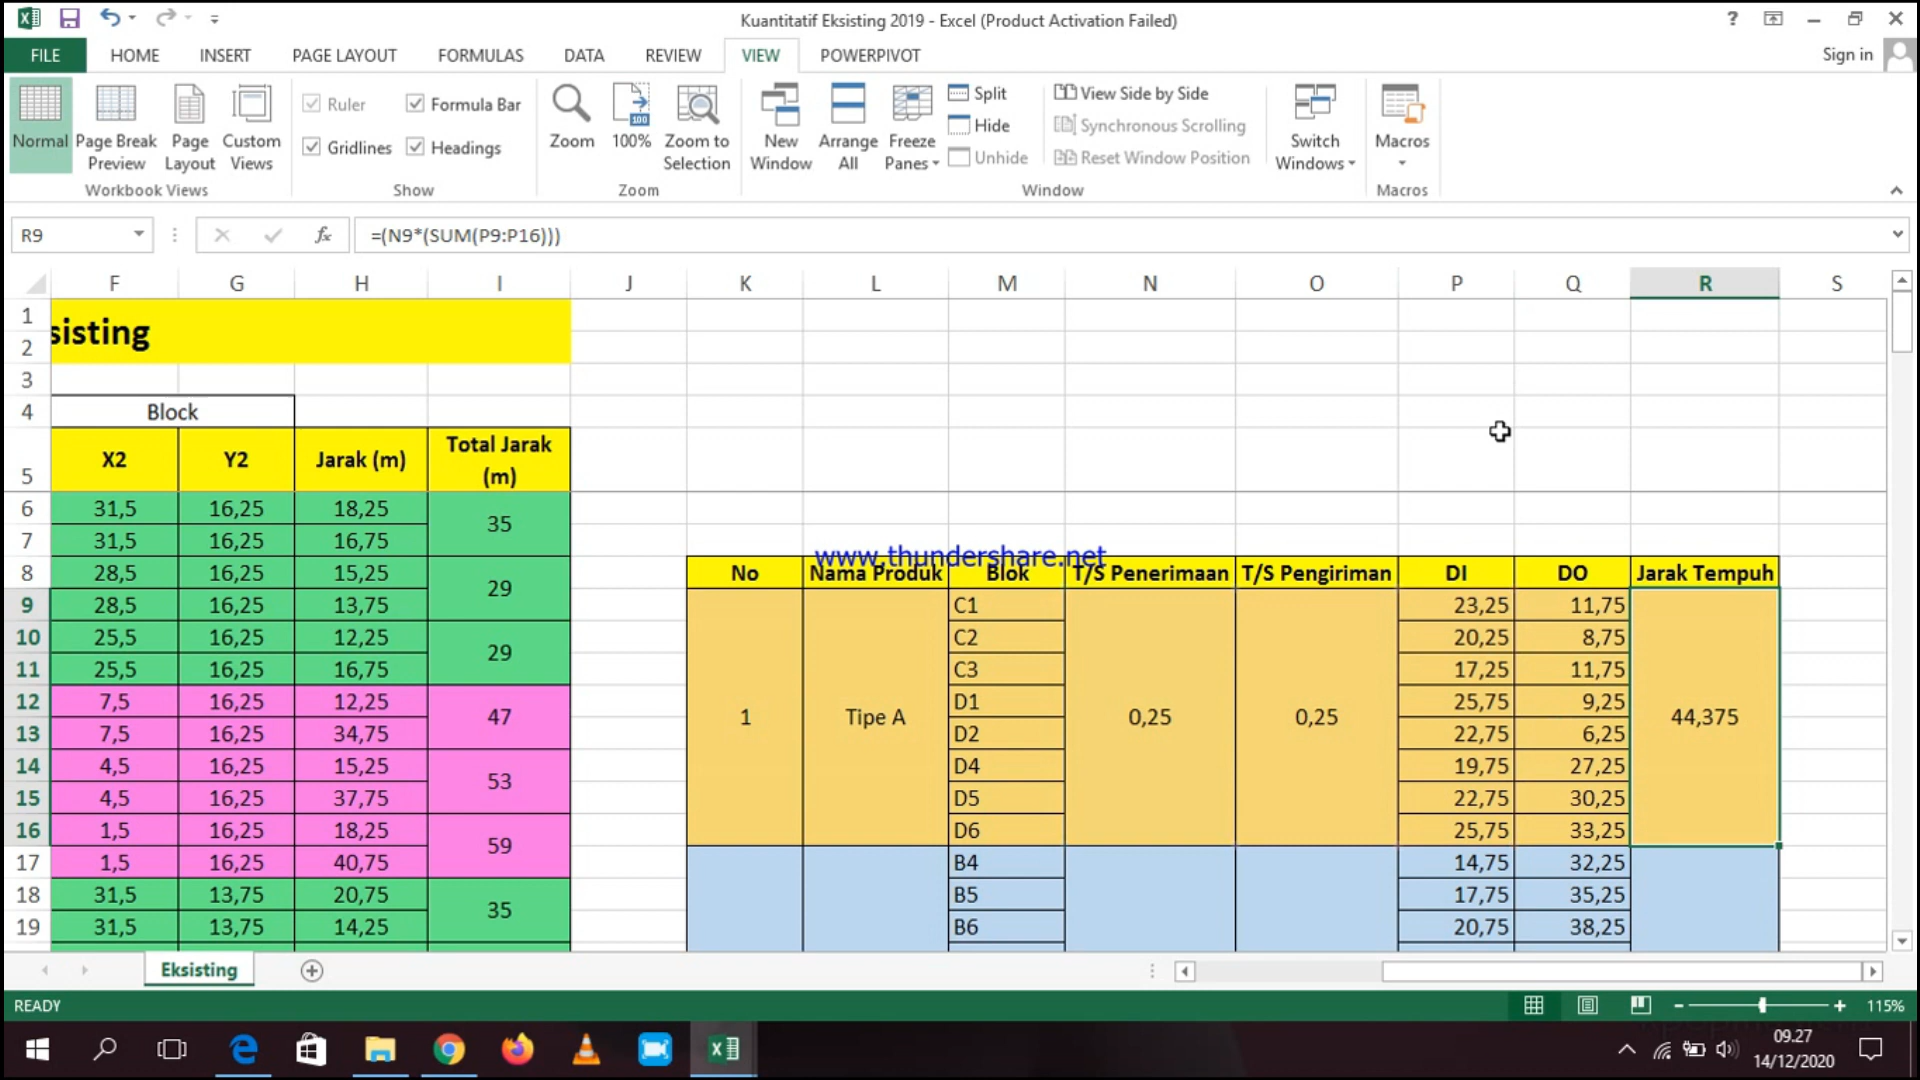 Kuantitatif Eksisting 2019 - Excel (Product Activation Failed)
FILE HOME INSERT PAGE LAYOUT FORMULAS DATA REVIEW VIEW POWERPIVOT Sign in
Normal Page Break Preview Page Layout Custom Views
Workbook Views
Ruler Formula Bar
Gridlines Headings
Show
Zoom 100% Zoom to Selection
Zoom
New Window Arrange All Freeze Panes
Split View Side by Side
Hide Synchronous Scrolling
Unhide Reset Window Position
Window
Switch Windows
Macros
Macros
R9 fx =(N9*(SUM(P9:P16)))
F G H I J K L M N O P Q R S
1
sisting
2
3
4 Block
5 X2 Y2 Jarak (m) Total Jarak (m)
6 31,5 16,25 18,25 35
7 31,5 16,25 16,75
www.thundershare.net
8 28,5 16,25 15,25 29 No Nama Produk Blok T/S Penerimaan T/S Pengiriman DI DO Jarak Tempuh
9 28,5 16,25 13,75 C1 23,25 11,75
10 25,5 16,25 12,25 29 C2 20,25 8,75
11 25,5 16,25 16,75 C3 17,25 11,75
12 7,5 16,25 12,25 47 1 Tipe A D1 0,25 0,25 25,75 9,25 44,375
13 7,5 16,25 34,75 D2 22,75 6,25
14 4,5 16,25 15,25 53 D4 19,75 27,25
15 4,5 16,25 37,75 D5 22,75 30,25
16 1,5 16,25 18,25 59 D6 25,75 33,25
17 1,5 16,25 40,75 B4 14,75 32,25
18 31,5 13,75 20,75 35 B5 17,75 35,25
19 31,5 13,75 14,25 B6 20,75 38,25
Eksisting
READY 115%
09.27
14/12/2020